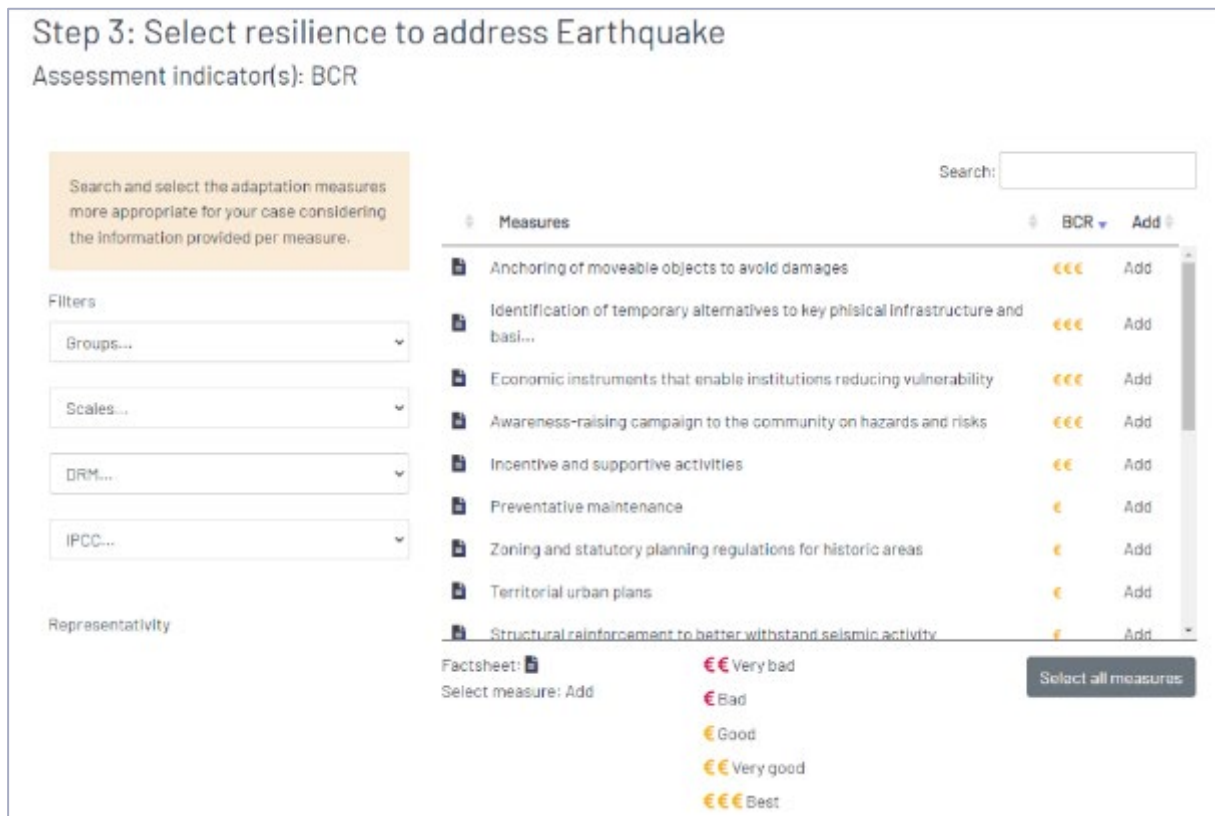 Step 3: Select resilience to address Earthquake
Assessment indicator(s): BCR
Search and select the adaptation measures
more appropriate for your case considering
the information provided per measure.
Filters
Groups...
Scales...
DRM...
IPCC...
Representativity
Search:
Measures BCR Add
Anchoring of moveable objects to avoid damages €€€ Add
Identification of temporary alternatives to key phisical infrastructure and
basi... €€€ Add
Economic instruments that enable institutions reducing vulnerability €€€ Add
Awareness-raising campaign to the community on hazards and risks €€€ Add
Incentive and supportive activities €€ Add
Preventative maintenance € Add
Zoning and statutory planning regulations for historic areas € Add
Territorial urban plans € Add
Structural reinforcement to better withstand seismic activity € Add
Factsheet:
Select measure: Add
€€ Very bad
€ Bad
€ Good
€€ Very good
€€€ Best
Select all measures